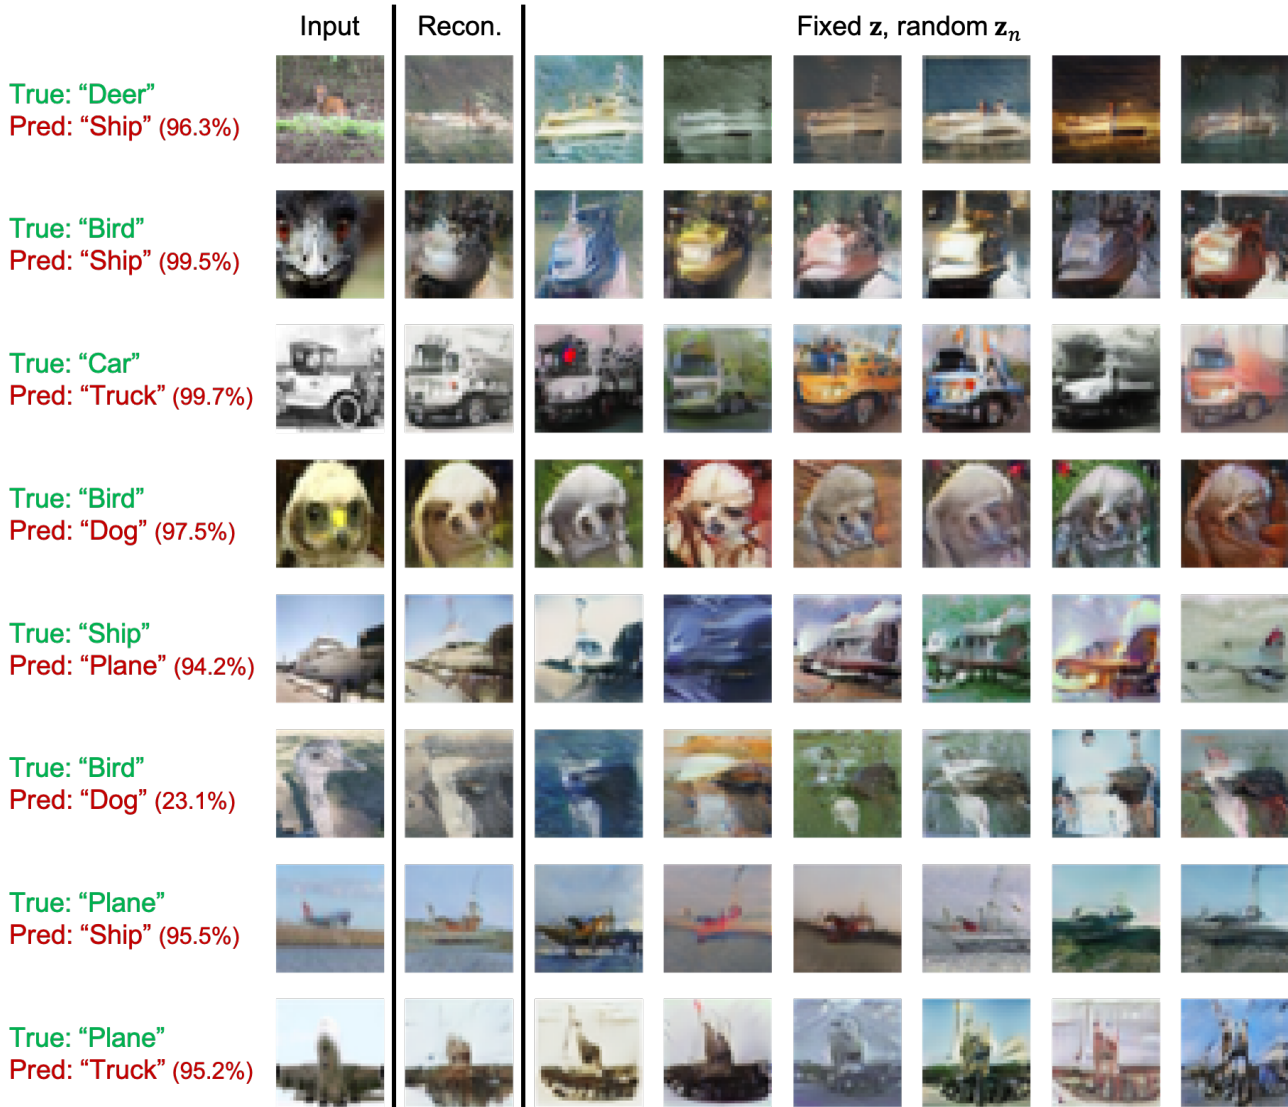 Input Recon. Fixed z, random zₙ
True: “Deer”
Pred: “Ship” (96.3%)
True: “Bird”
Pred: “Ship” (99.5%)
True: “Car”
Pred: “Truck” (99.7%)
True: “Bird”
Pred: “Dog” (97.5%)
True: “Ship”
Pred: “Plane” (94.2%)
True: “Bird”
Pred: “Dog” (23.1%)
True: “Plane”
Pred: “Ship” (95.5%)
True: “Plane”
Pred: “Truck” (95.2%)